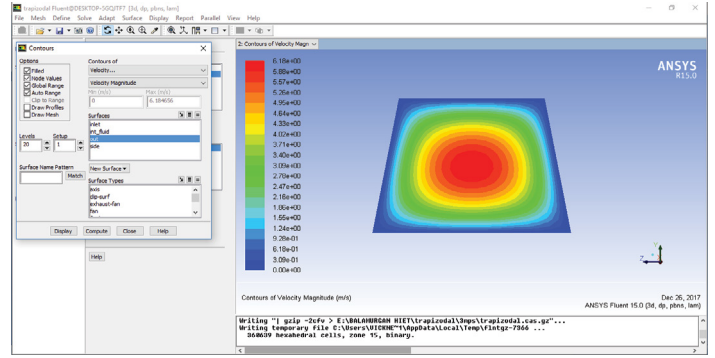 trapizodal Fluent@DESKTOP-5GQJTF7 [3d, dp, pbns, lam]
File Mesh Define Solve Adapt Surface Display Report Parallel View Help
Contours
2: Contours of Velocity Magn
Options
Filled
Node Values
Global Range
Auto Range
Clip to Range
Draw Profiles
Draw Mesh
Contours of
Velocity...
Velocity Magnitude
Min (m/s) Max (m/s)
0 6.184656
Surfaces
inlet
int_fluid
out
side
Levels Setup
20 1
Surface Name Pattern
Match
New Surface
Surface Types
axis
clip-surf
exhaust-fan
fan
Display Compute Close Help
Help
6.18e+00
5.88e+00
5.57e+00
5.26e+00
4.95e+00
4.64e+00
4.33e+00
4.02e+00
3.71e+00
3.40e+00
3.09e+00
2.78e+00
2.47e+00
2.16e+00
1.86e+00
1.55e+00
1.24e+00
9.28e-01
6.18e-01
3.09e-01
0.00e+00
ANSYS
R15.0
Y
Z
Contours of Velocity Magnitude (m/s)
Dec 26, 2017
ANSYS Fluent 15.0 (3d, dp, pbns, lam)
Writing "| gzip -2cfv > E:\BALAMURGAN HIET\trapizodal\3mps\trapizodal.cas.gz"...
Writing temporary file C:\Users\VICKNE~1\AppData\Local\Temp\flntgz-7366 ...
360639 hexahedral cells, zone 15, binary.